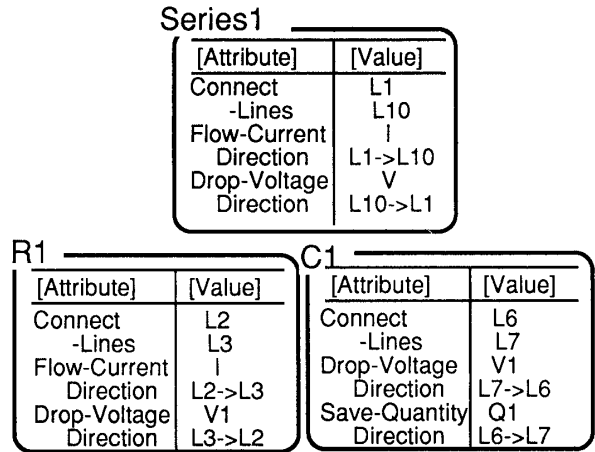 Series1
[Attribute] [Value]
Connect L1
-Lines L10
Flow-Current I
Direction L1->L10
Drop-Voltage V
Direction L10->L1
R1
[Attribute] [Value]
Connect L2
-Lines L3
Flow-Current I
Direction L2->L3
Drop-Voltage V1
Direction L3->L2
C1
[Attribute] [Value]
Connect L6
-Lines L7
Drop-Voltage V1
Direction L7->L6
Save-Quantity Q1
Direction L6->L7